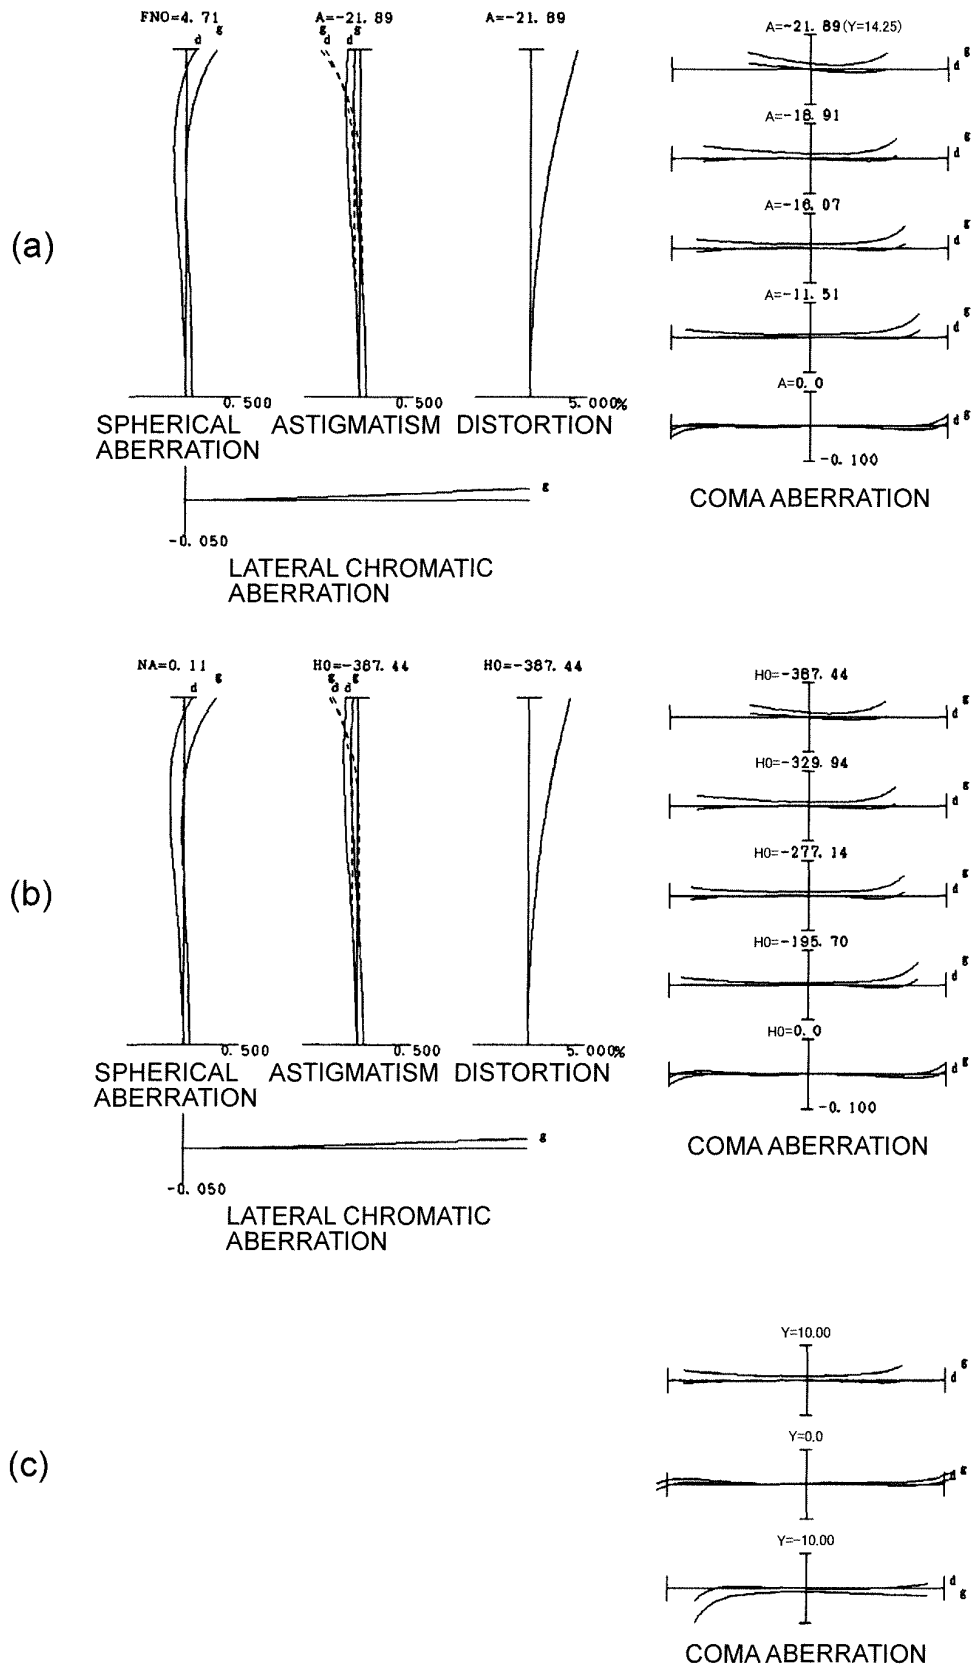 (a)
FNO=4.71
d g
A=-21.89
g d d g
A=-21.89
0.500
0.500
5.000%
SPHERICAL ABERRATION
ASTIGMATISM
DISTORTION
g
-0.050
LATERAL CHROMATIC
ABERRATION
A=-21.89(Y=14.25)
d g
A=-18.91
d g
A=-16.07
d g
A=-11.51
d g
A=0.0
d g
-0.100
COMA ABERRATION
(b)
NA=0.11
d g
H0=-387.44
g d d g
H0=-387.44
0.500
0.500
5.000%
SPHERICAL ABERRATION
ASTIGMATISM
DISTORTION
g
-0.050
LATERAL CHROMATIC
ABERRATION
H0=-387.44
d g
H0=-329.94
d g
H0=-277.14
d g
H0=-195.70
d g
H0=0.0
d g
-0.100
COMA ABERRATION
(c)
Y=10.00
d g
Y=0.0
d g
Y=-10.00
d
g
COMA ABERRATION